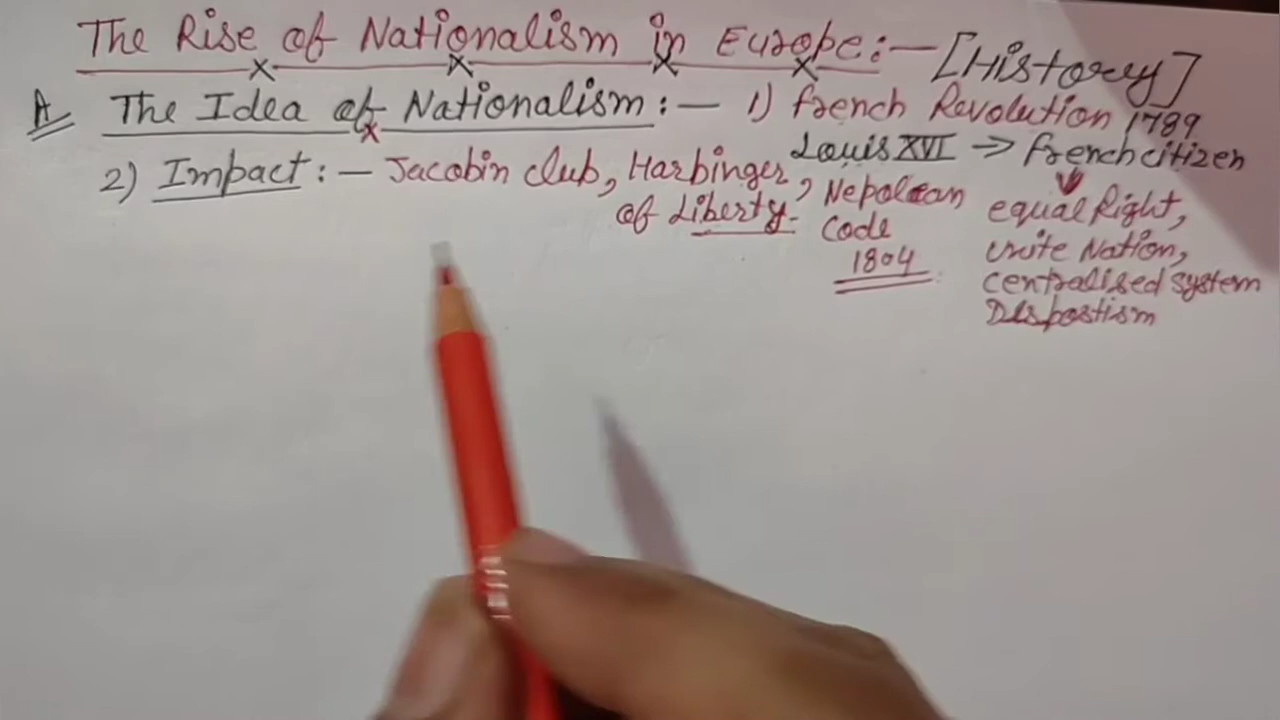 The Rise of Nationalism in Europe:- [History]
A The Idea of Nationalism:- 1) French Revolution 1789
Louis XVI → French citizen
2) Impact:- Jacobin club, Harbinger of Liberty, Nepolean Code 1804
equal Right,
unite Nation,
centralised system
Despostism